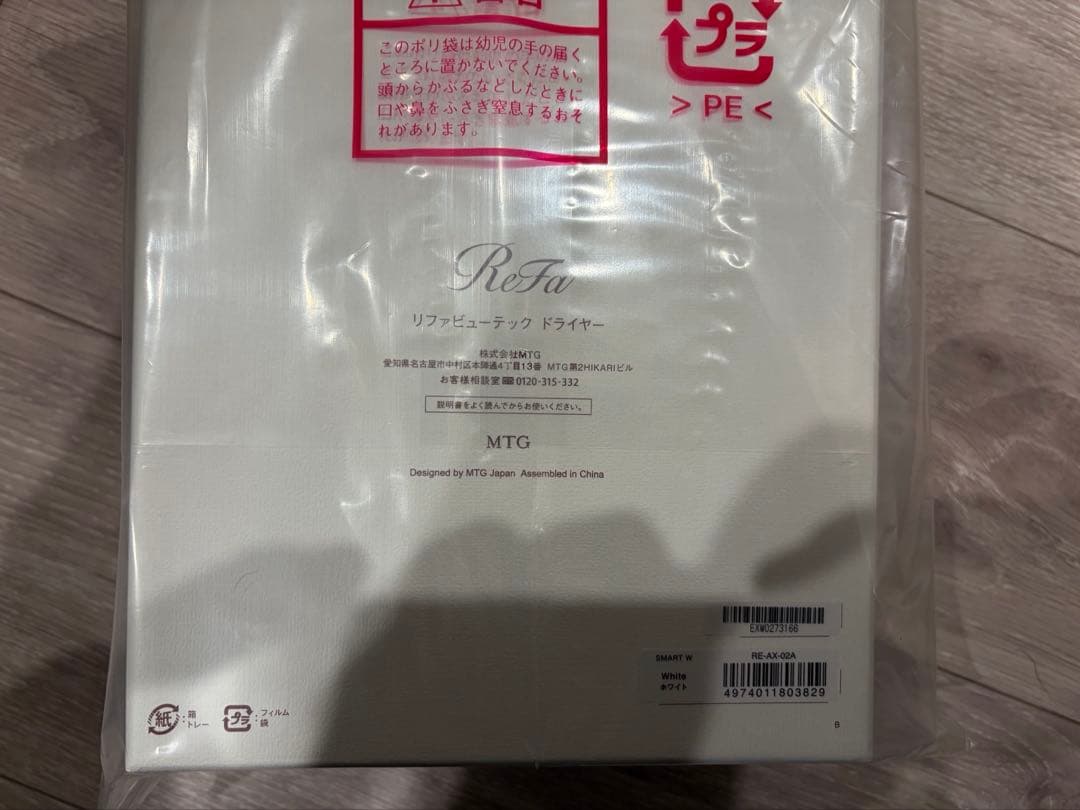 このポリ袋は幼児の手の届く
ところに置かないでください。
頭からかぶるなどしたときに
口や鼻をふさぎ窒息するおそ
れがあります。
プラ
>PE<
ReFa
リファビューテック ドライヤー
株式会社MTG
愛知県名古屋市中村区本陣通4丁目13番 MTG第2HIKARIビル
お客様相談室 0120-315-332
説明書をよく読んでからお使いください。
MTG
Designed by MTG Japan Assembled in China
EXW0273166
SMART W RE-AX-02A
White
ホワイト
4974011803829
B
紙 : 箱
トレー
プラ : フィルム
袋